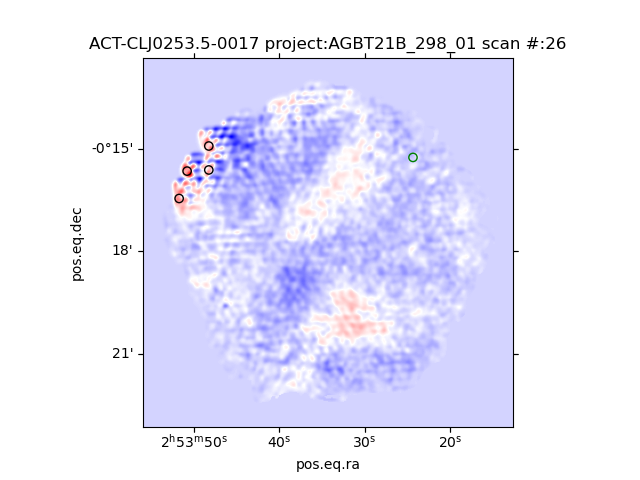 ACT-CLJ0253.5-0017 project:AGBT21B_298_01 scan #:26
-0°15'
18'
21'
pos.eq.dec
2ʰ53ᵐ50ˢ 40ˢ 30ˢ 20ˢ
pos.eq.ra